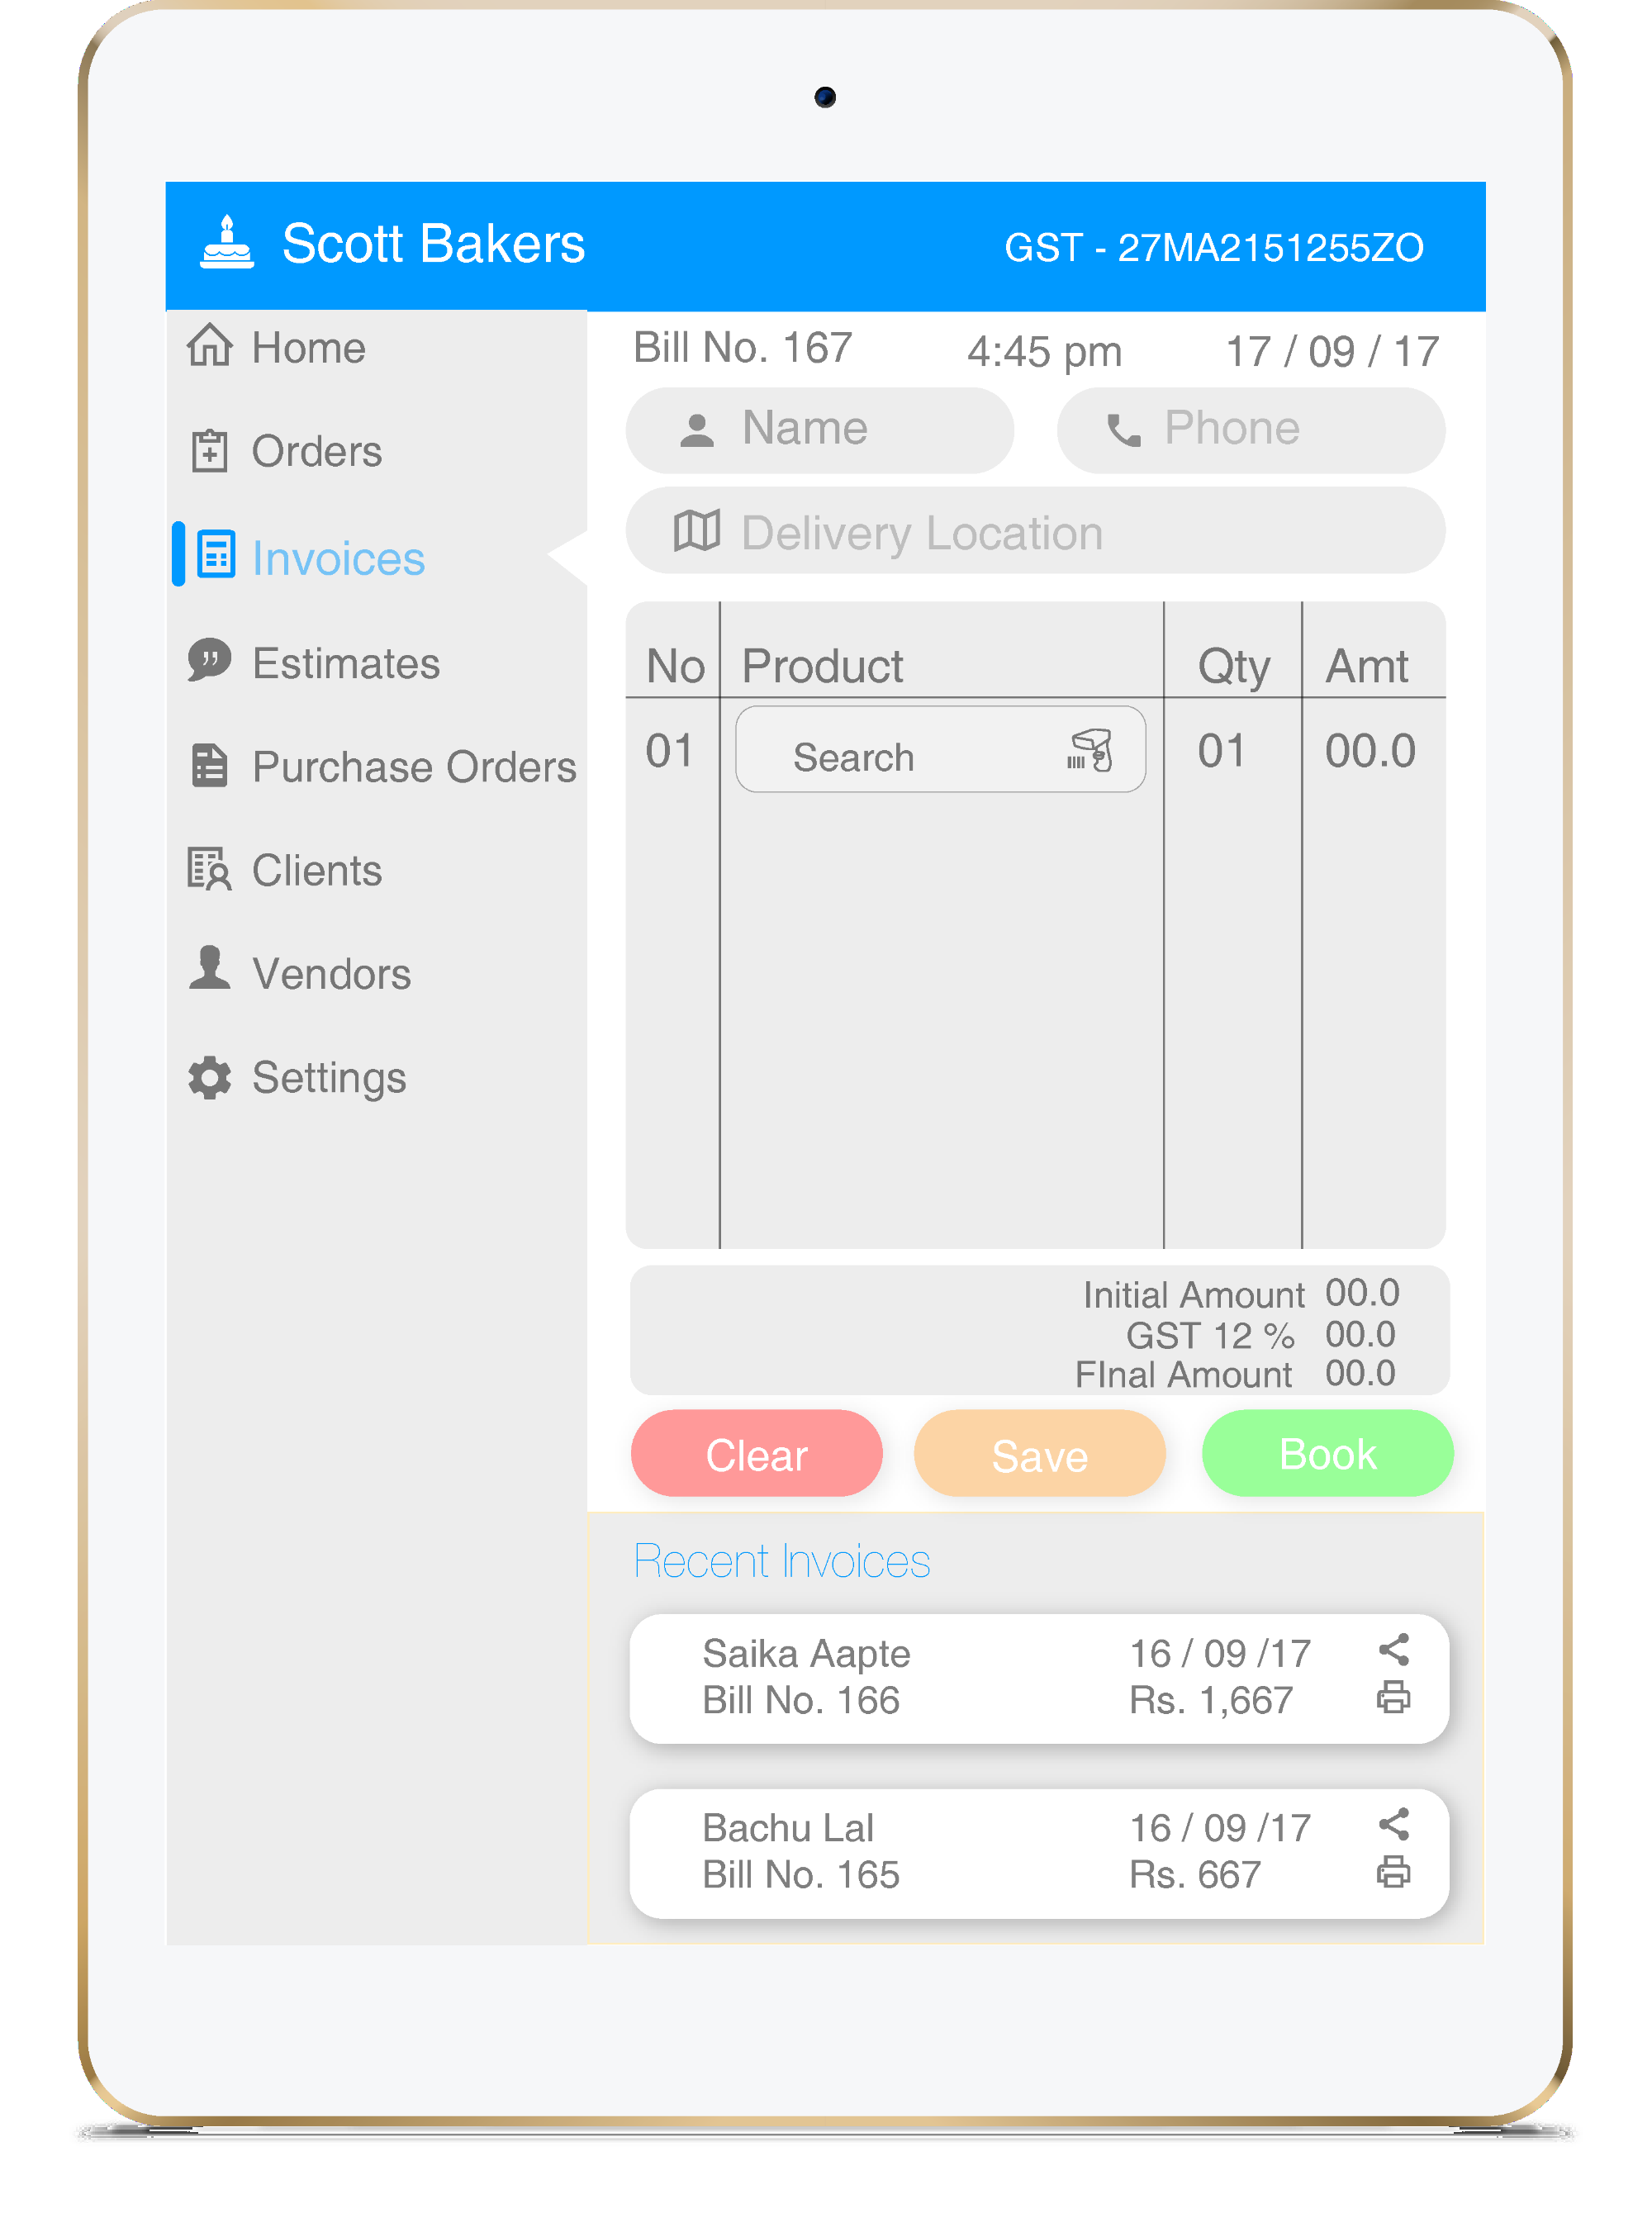 Scott Bakers
GST - 27MA2151255ZO
Home
Orders
Invoices
Estimates
Purchase Orders
Clients
Vendors
Settings
Bill No. 167 4:45 pm 17 / 09 / 17
Name Phone
Delivery Location
No Product Qty Amt
01 Search 01 00.0
Initial Amount 00.0
GST 12 % 00.0
FInal Amount 00.0
Clear Save Book
Recent Invoices
Saika Aapte 16 / 09 /17
Bill No. 166 Rs. 1,667
Bachu Lal 16 / 09 /17
Bill No. 165 Rs. 667